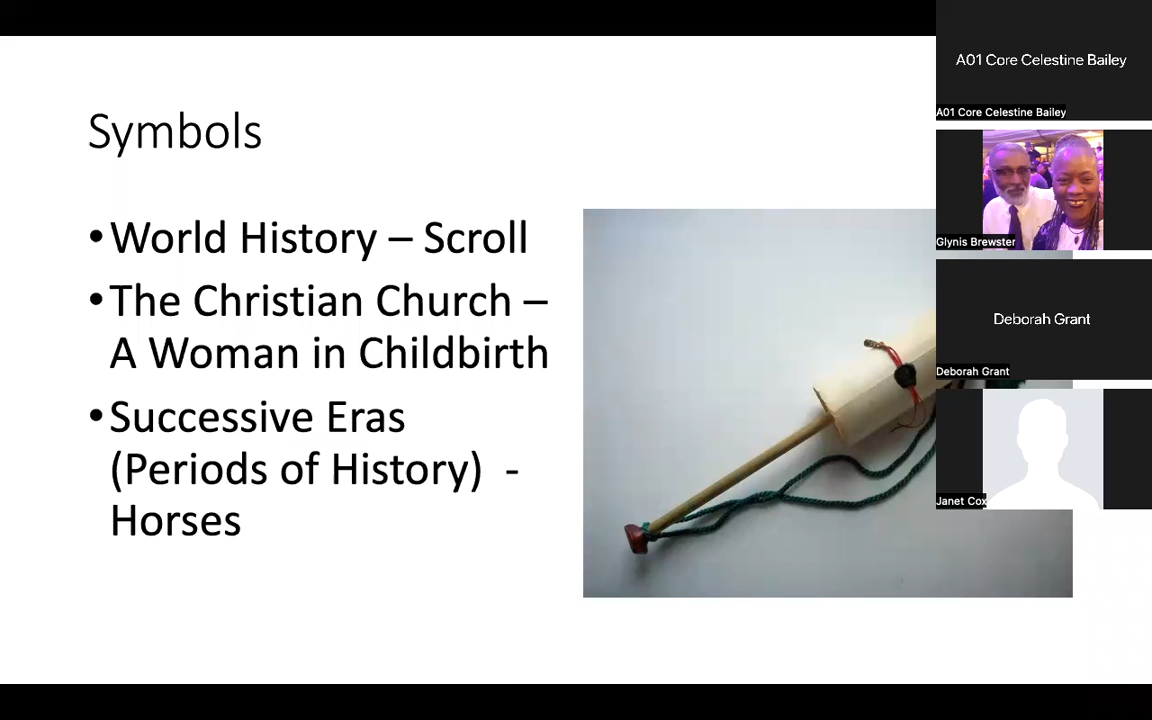 Symbols
• World History – Scroll
• The Christian Church –
A Woman in Childbirth
• Successive Eras
(Periods of History)  -
Horses
A01 Core Celestine Bailey
A01 Core Celestine Bailey
Glynis Brewster
Deborah Grant
Deborah Grant
Janet Cox